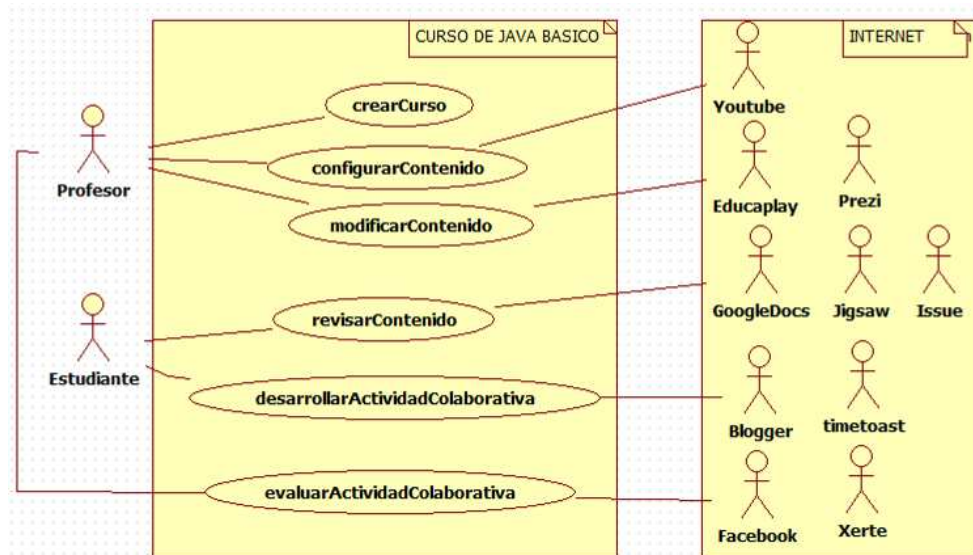 CURSO DE JAVA BASICO
INTERNET
crearCurso
Youtube
configurarContenido
Profesor
modificarContenido
Educaplay
Prezi
revisarContenido
GoogleDocs
Jigsaw
Issue
Estudiante
desarrollarActividadColaborativa
Blogger
timetoast
evaluarActividadColaborativa
Facebook
Xerte